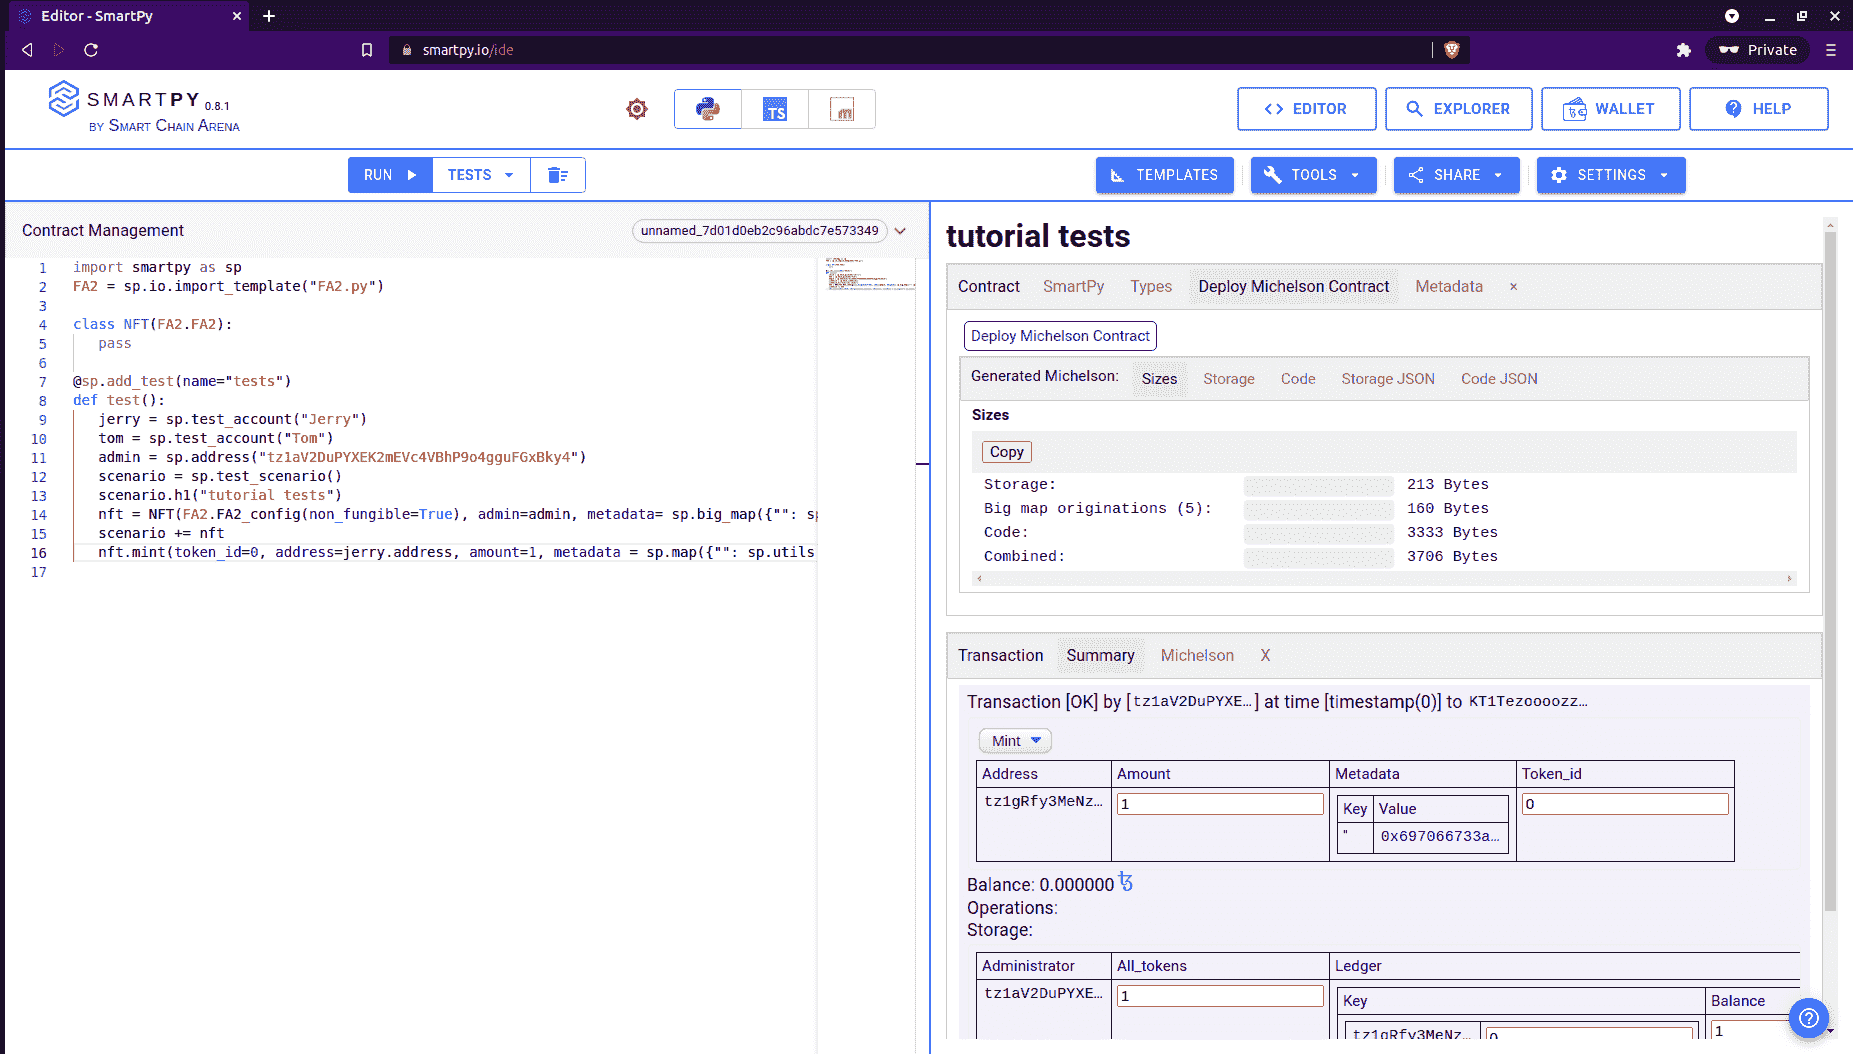 Editor - SmartPy
smartpy.io/ide
Private
SMARTPY 0.8.1
BY SMART CHAIN ARENA
TS
EDITOR
EXPLORER
WALLET
HELP
RUN
TESTS
TEMPLATES
TOOLS
SHARE
SETTINGS
Contract Management
unnamed_7d01d0eb2c96abdc7e573349
1 import smartpy as sp
2 FA2 = sp.io.import_template("FA2.py")
3
4 class NFT(FA2.FA2):
5 pass
6
7 @sp.add_test(name="tests")
8 def test():
9 jerry = sp.test_account("Jerry")
10 tom = sp.test_account("Tom")
11 admin = sp.address("tz1aV2DuPYXEK2mEVc4VBhP9o4gguFGxBky4")
12 scenario = sp.test_scenario()
13 scenario.h1("tutorial tests")
14 nft = NFT(FA2.FA2_config(non_fungible=True), admin=admin, metadata= sp.big_map({"": sp
15 scenario += nft
16 nft.mint(token_id=0, address=jerry.address, amount=1, metadata = sp.map({"": sp.utils
17
tutorial tests
Contract SmartPy Types Deploy Michelson Contract Metadata ×
Deploy Michelson Contract
Generated Michelson: Sizes Storage Code Storage JSON Code JSON
Sizes
Copy
Storage: 213 Bytes
Big map originations (5): 160 Bytes
Code: 3333 Bytes
Combined: 3706 Bytes
Transaction Summary Michelson X
Transaction [OK] by [tz1aV2DuPYXE…] at time [timestamp(0)] to KT1Tezoooozz…
Mint
Address Amount Metadata Token_id
tz1gRfy3MeNz… 1 Key Value 0
" 0x697066733a…
Balance: 0.000000 ꜩ
Operations:
Storage:
Administrator All_tokens Ledger
tz1aV2DuPYXE… 1 Key Balance
tz1gRfy3MeNz… 0 1